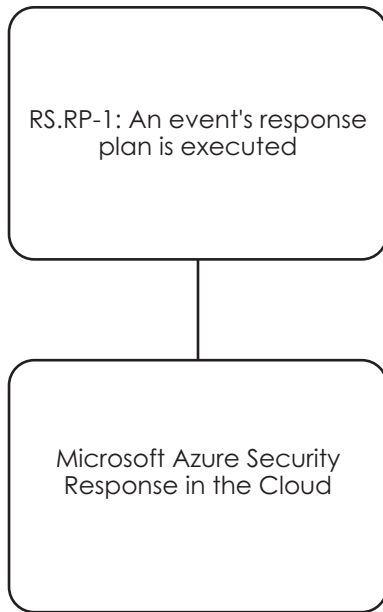 RS.RP-1: An event's response
plan is executed
Microsoft Azure Security
Response in the Cloud